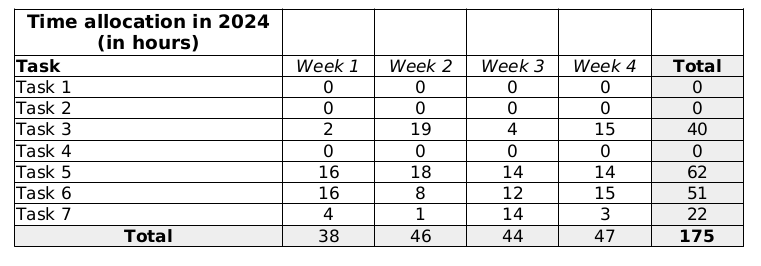 Time allocation in 2024
(in hours)
Task Week 1 Week 2 Week 3 Week 4 Total
Task 1 0 0 0 0 0
Task 2 0 0 0 0 0
Task 3 2 19 4 15 40
Task 4 0 0 0 0 0
Task 5 16 18 14 14 62
Task 6 16 8 12 15 51
Task 7 4 1 14 3 22
Total 38 46 44 47 175